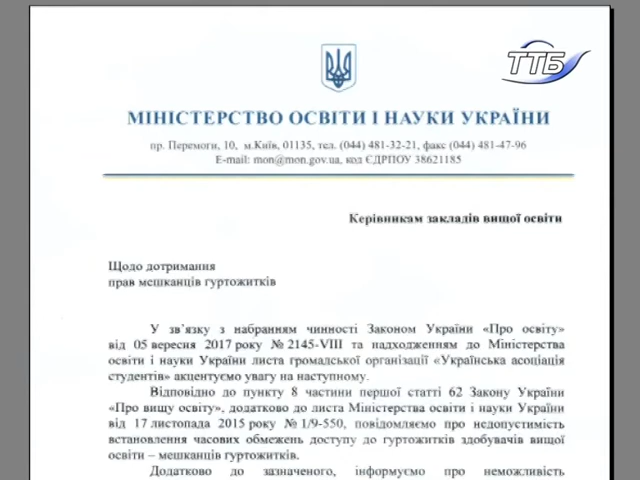 ТТБ
МІНІСТЕРСТВО ОСВІТИ І НАУКИ УКРАЇНИ
пр. Перемоги, 10, м.Київ, 01135, тел. (044) 481-32-21, факс (044) 481-47-96
E-mail: mon@mon.gov.ua, код ЄДРПОУ 38621185
Керівникам закладів вищої освіти
Щодо дотримання
прав мешканців гуртожитків
У зв’язку з набранням чинності Законом України «Про освіту»
від 05 вересня 2017 року № 2145-VIII та надходженням до Міністерства
освіти і науки України листа громадської організації «Українська асоціація
студентів» акцентуємо увагу на наступному.
Відповідно до пункту 8 частини першої статті 62 Закону України
«Про вищу освіту», додатково до листа Міністерства освіти і науки України
від 17 листопада 2015 року № 1/9-550, повідомляємо про недопустимість
встановлення часових обмежень доступу до гуртожитків здобувачів вищої
освіти – мешканців гуртожитків.
Додатково до зазначеного, інформуємо про неможливість